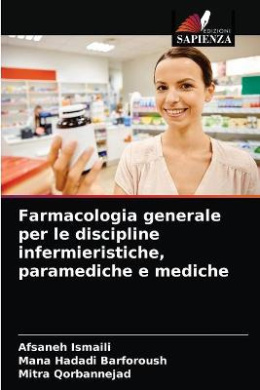 EDIZIONI
SAPIENZA
Farmacologia generale
per le discipline
infermieristiche,
paramediche e mediche
Afsaneh Ismaili
Mana Hadadi Barforoush
Mitra Qorbannejad